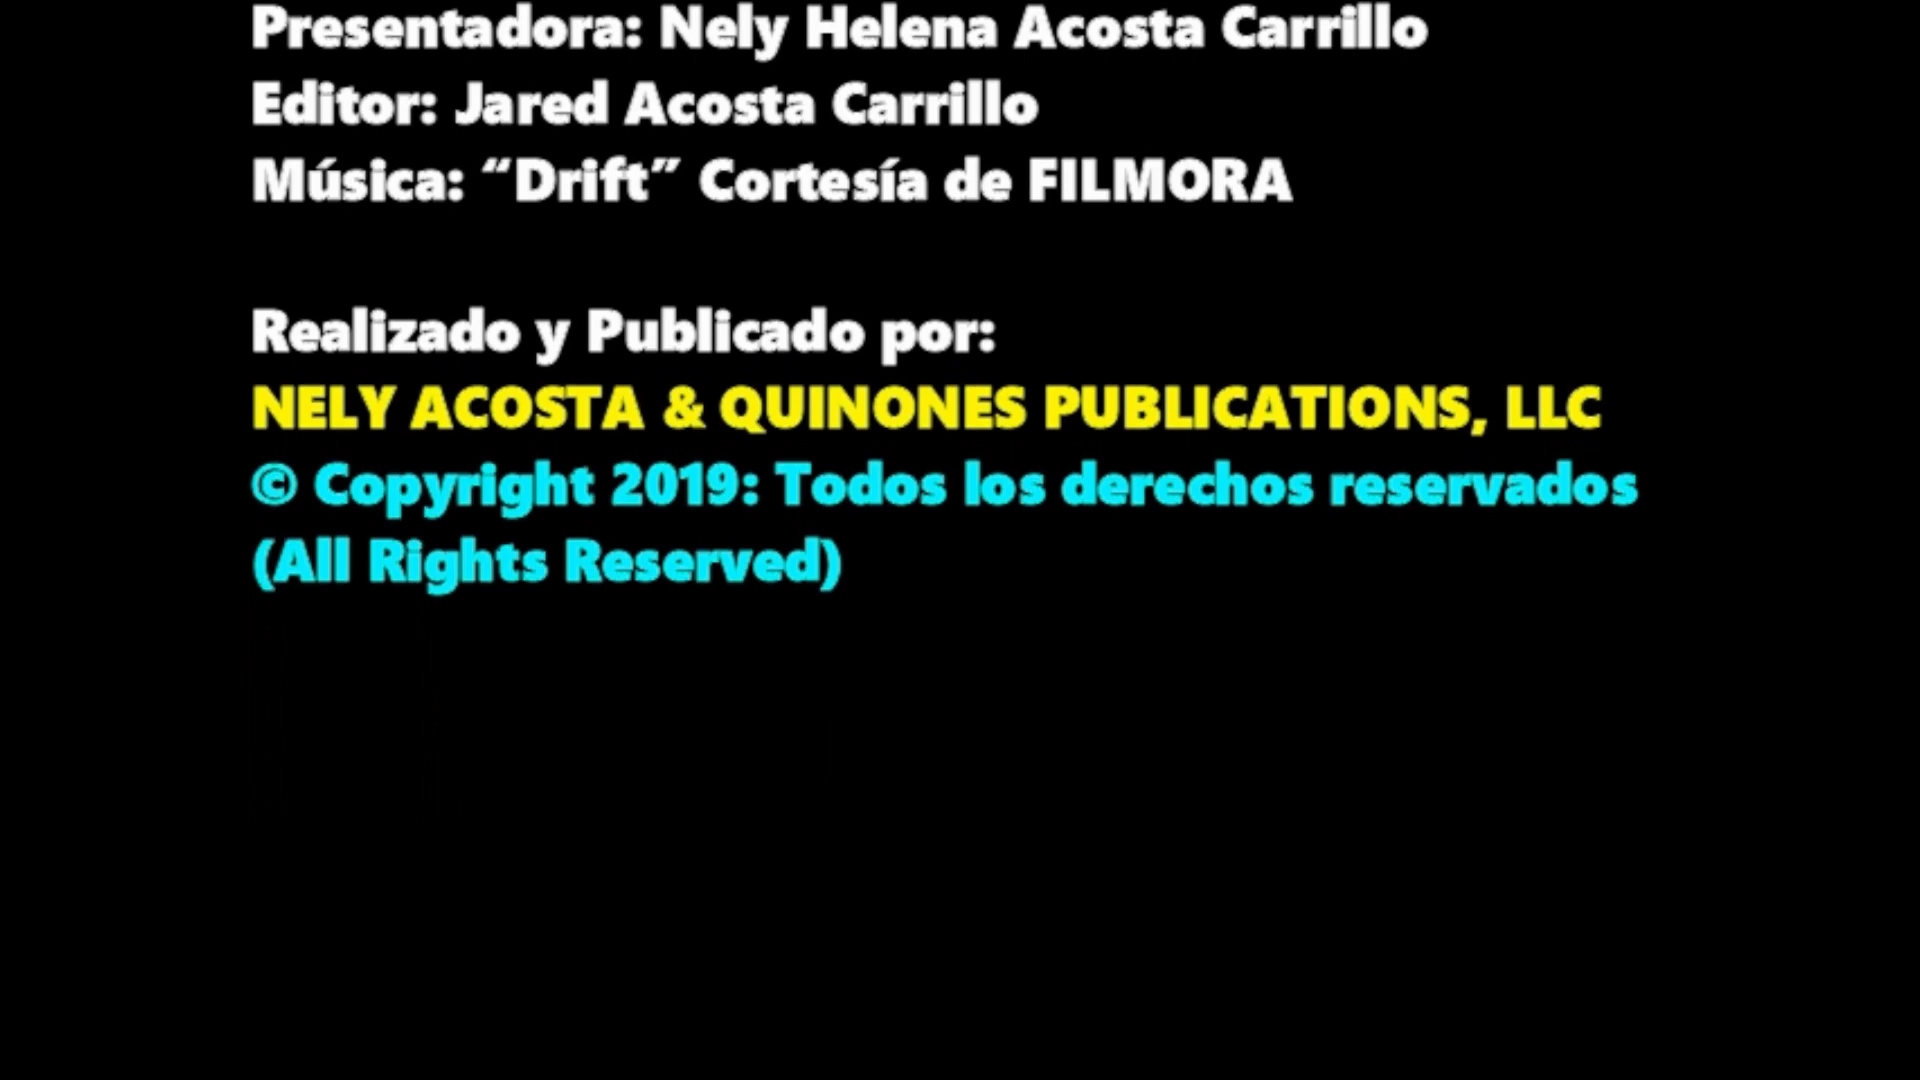 Presentadora: Nely Helena Acosta Carrillo
Editor: Jared Acosta Carrillo
Música: “Drift” Cortesía de FILMORA
Realizado y Publicado por:
NELY ACOSTA & QUINONES PUBLICATIONS, LLC
© Copyright 2019: Todos los derechos reservados
(All Rights Reserved)